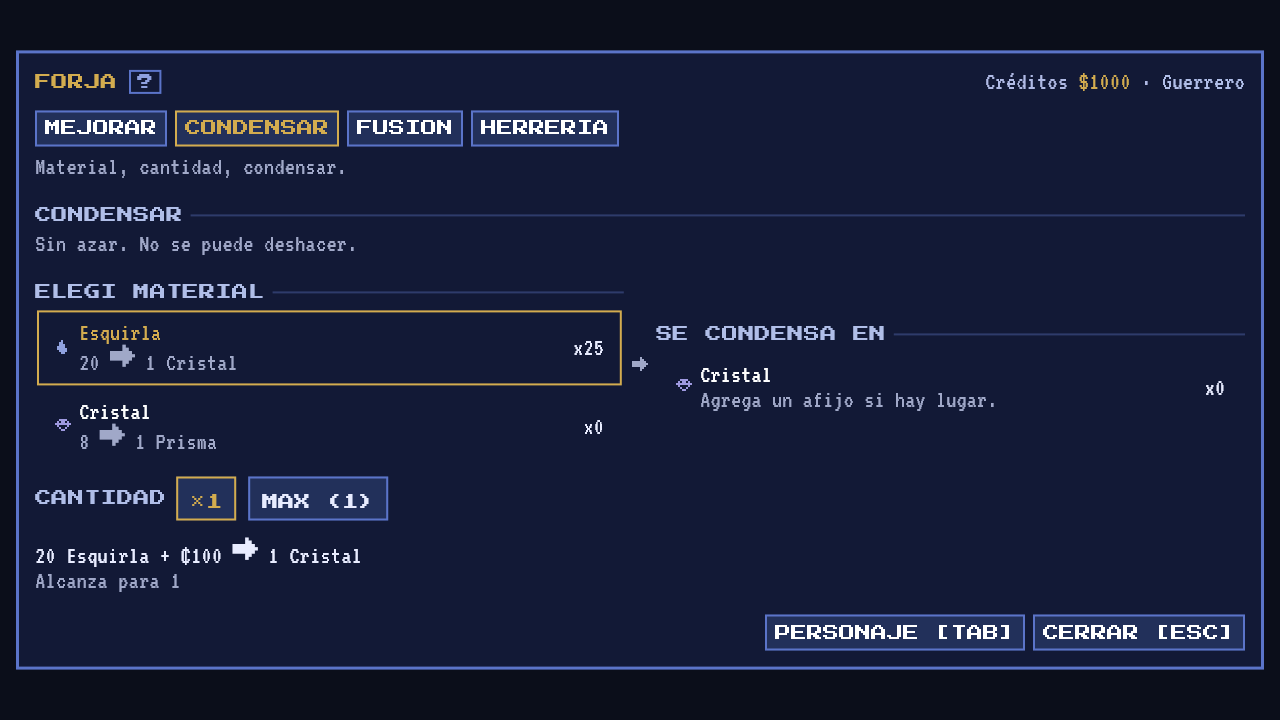 FORJA ?
Créditos $1000 · Guerrero
MEJORAR CONDENSAR FUSION HERRERIA
Material, cantidad, condensar.
CONDENSAR
Sin azar. No se puede deshacer.
ELEGI MATERIAL
Esquirla
20 ➡ 1 Cristal
x25
Cristal
8 ➡ 1 Prisma
x0
SE CONDENSA EN
Cristal
Agrega un afijo si hay lugar.
x0
CANTIDAD ×1 MAX (1)
20 Esquirla + ₵100 ➡ 1 Cristal
Alcanza para 1
PERSONAJE [TAB] CERRAR [ESC]